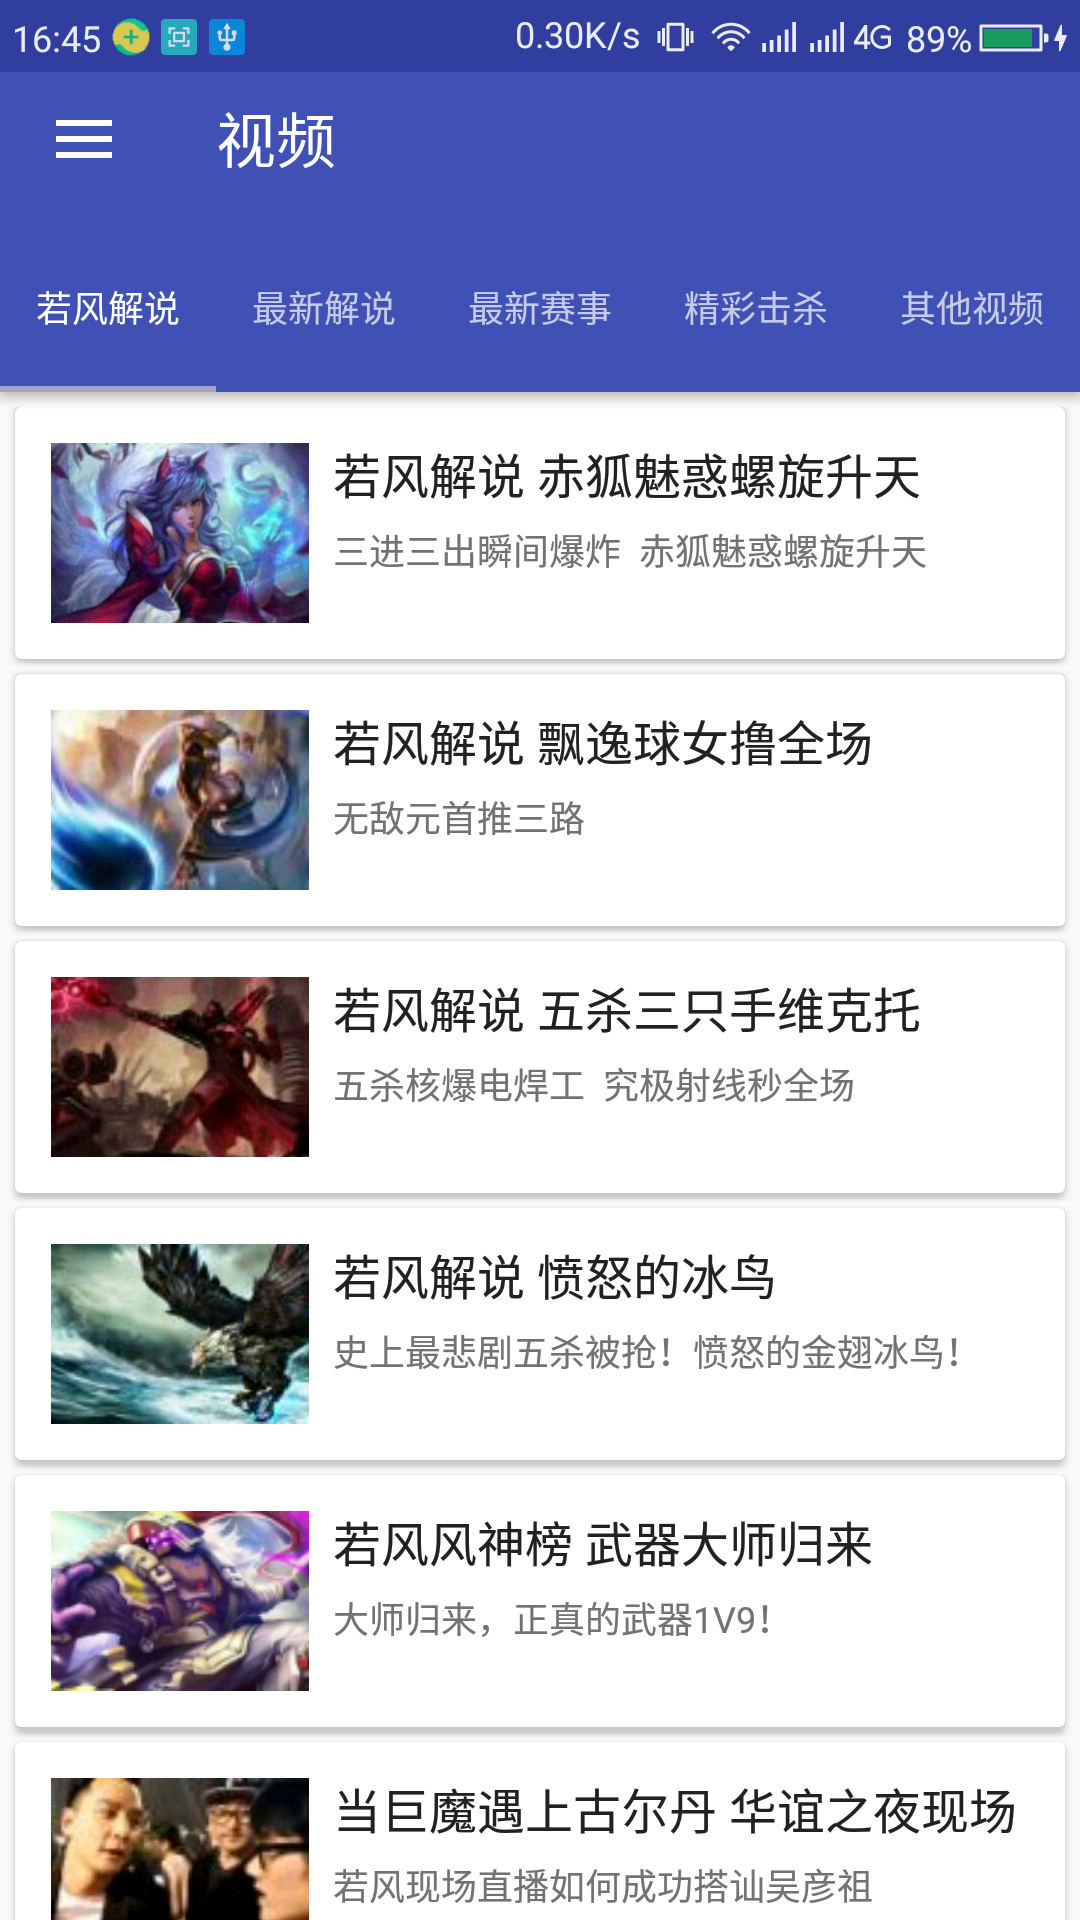 16:45 0.30K/s 4G 89%
视频
若风解说 最新解说 最新赛事 精彩击杀 其他视频
若风解说 赤狐魅惑螺旋升天
三进三出瞬间爆炸 赤狐魅惑螺旋升天
若风解说 飘逸球女撸全场
无敌元首推三路
若风解说 五杀三只手维克托
五杀核爆电焊工 究极射线秒全场
若风解说 愤怒的冰鸟
史上最悲剧五杀被抢！愤怒的金翅冰鸟！
若风风神榜 武器大师归来
大师归来，正真的武器1V9！
当巨魔遇上古尔丹 华谊之夜现场
若风现场直播如何成功搭讪吴彦祖